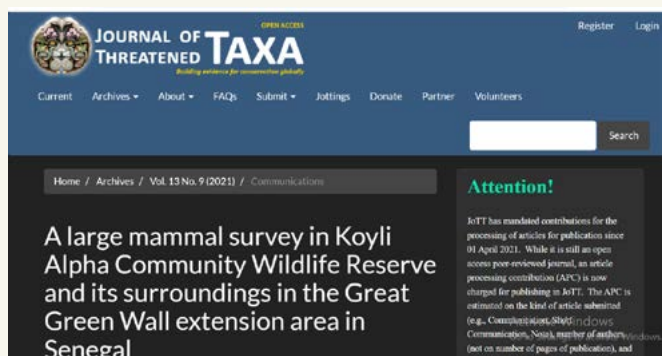 OPEN ACCESS
JOURNAL OF
THREATENED TAXA
Building evidence for conservation globally
Register Login
Current Archives About FAQs Submit Jottings Donate Partner Volunteers
Search
Home / Archives / Vol. 13 No. 9 (2021) / Communications
A large mammal survey in Koyli
Alpha Community Wildlife Reserve
and its surroundings in the Great
Green Wall extension area in
Senegal
Attention!
JoTT has mandated contributions for the
processing of articles for publication since
01 April 2021. While it is still an open
access peer-reviewed journal, an article
processing contribution (APC) is now
charged for publishing in JoTT. The APC is
estimated on the kind of article submitted
(e.g., Communication, Short
Communication, Note), number of authors
(not on number of pages of publication), and
Windows
Windows